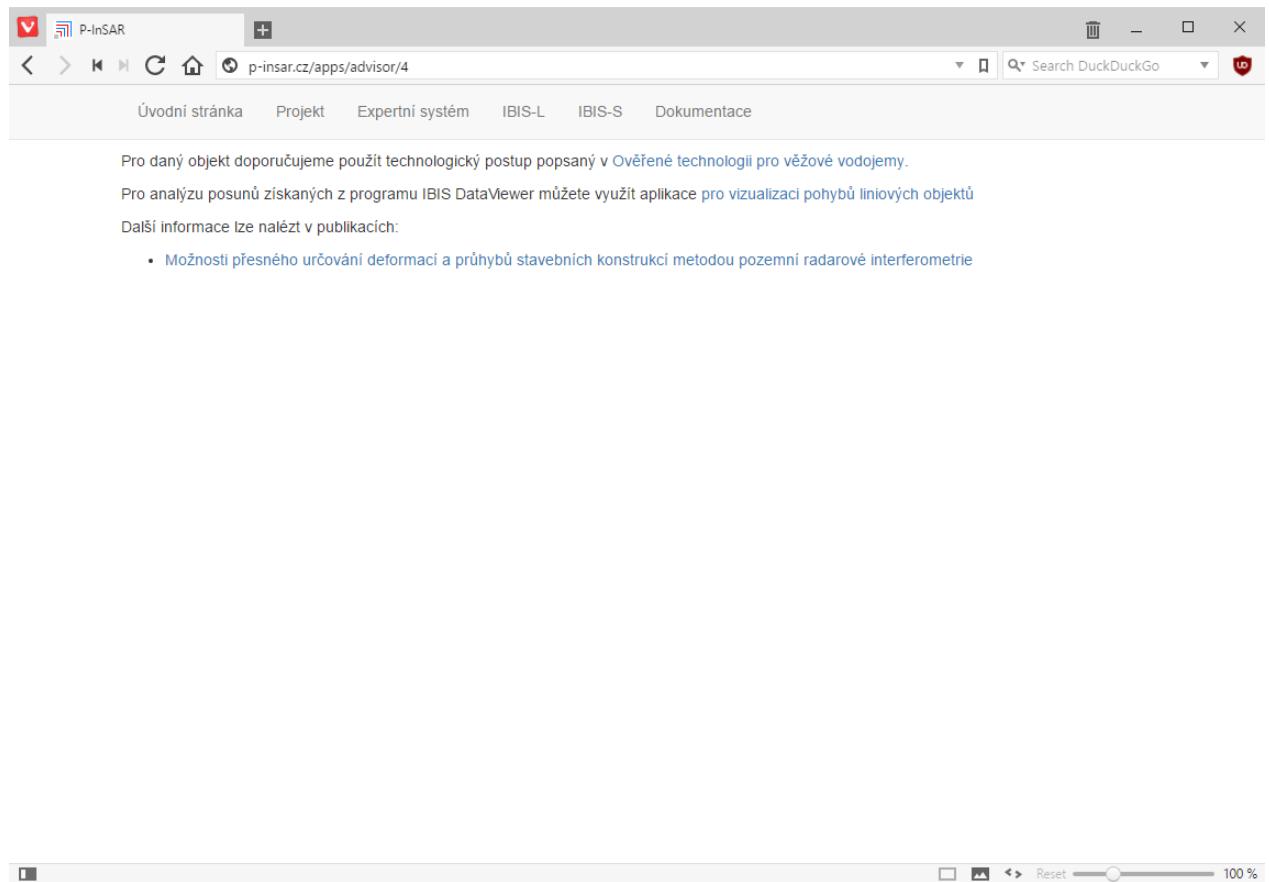 P-InSAR
p-insar.cz/apps/advisor/4
Search DuckDuckGo
Úvodní stránka Projekt Expertní systém IBIS-L IBIS-S Dokumentace
Pro daný objekt doporučujeme použít technologický postup popsaný v Ověřené technologii pro věžové vodojemy.
Pro analýzu posunů získaných z programu IBIS DataViewer můžete využít aplikace pro vizualizaci pohybů liniových objektů
Další informace lze nalézt v publikacích:
• Možnosti přesného určování deformací a průhybů stavebních konstrukcí metodou pozemní radarové interferometrie
Reset 100 %